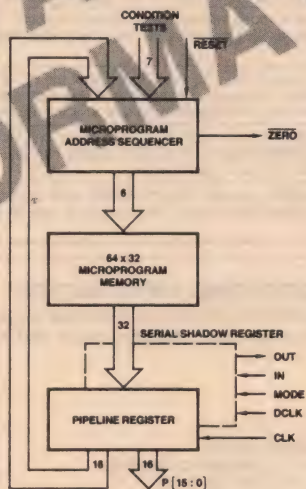 CONDITION
TESTS
RESET
7
MICROPROGRAM
ADDRESS SEQUENCER
ZERO
6
64 x 32
MICROPROGRAM
MEMORY
32
SERIAL SHADOW REGISTER
OUT
IN
MODE
DCLK
PIPELINE REGISTER
CLK
16
16
P [15 : 0]
ORMA